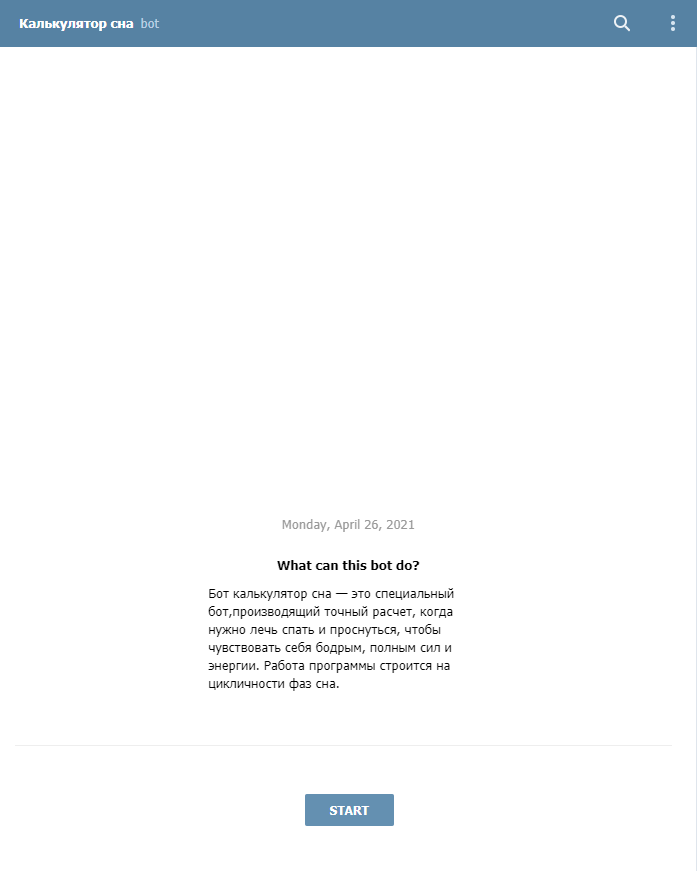 Калькулятор сна bot
Monday, April 26, 2021
What can this bot do?
Бот калькулятор сна — это специальный
бот,производящий точный расчет, когда
нужно лечь спать и проснуться, чтобы
чувствовать себя бодрым, полным сил и
энергии. Работа программы строится на
цикличности фаз сна.
START